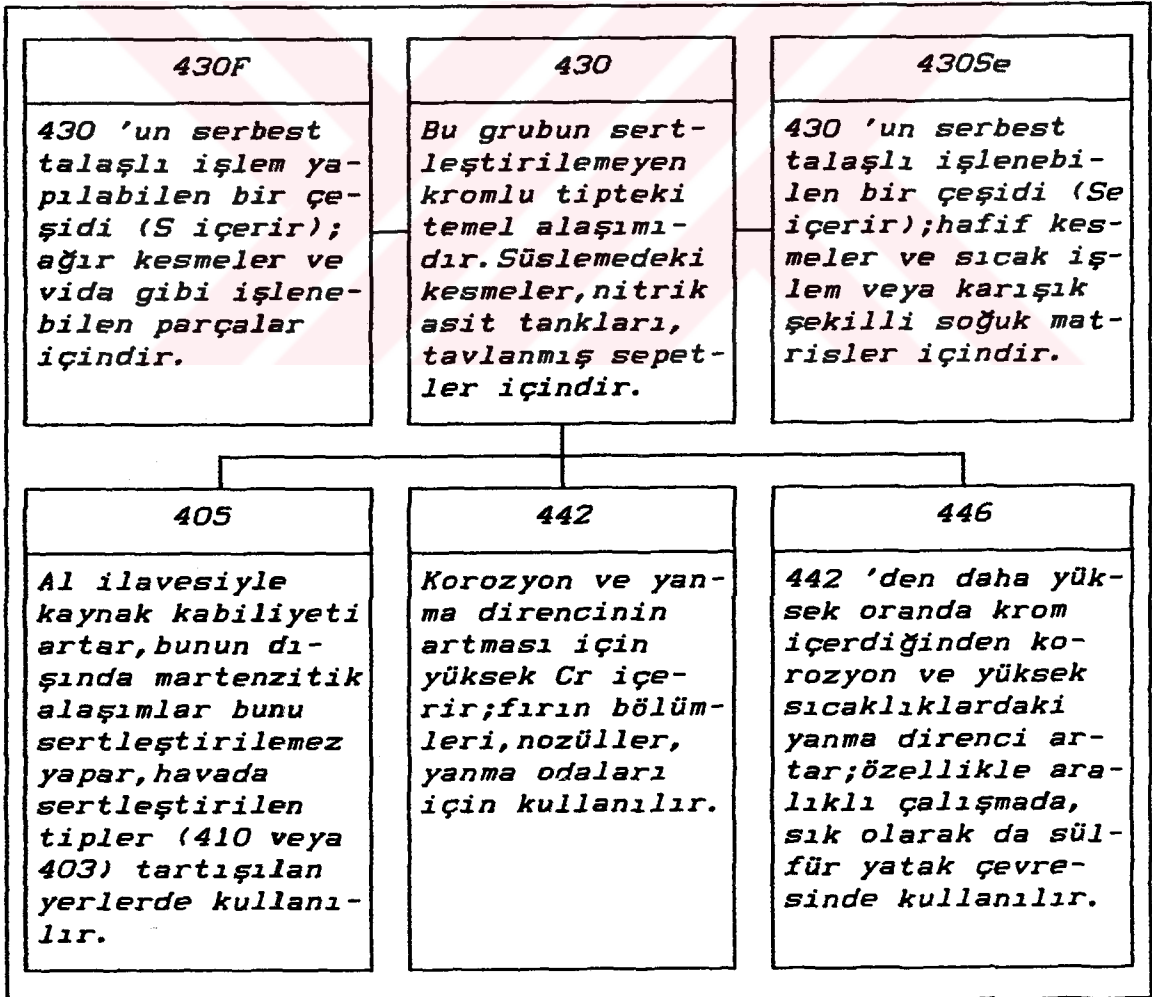 430F
430 'un serbest
talaşlı işlem ya-
pılabilen bir çe-
şidi (S içerir);
ağır kesmeler ve
vida gibi işlene-
bilen parçalar
içindir.
430
Bu grubun sert-
leştirilemeyen
kromlu tipteki
temel alaşımı-
dır.Süslemedeki
kesmeler,nitrik
asit tankları,
tavlanmış sepet-
ler içindir.
430Se
430 'un serbest
talaşlı işlenebi-
len bir çeşidi (Se
içerir);hafif kes-
meler ve sıcak iş-
lem veya karışık
şekilli soğuk mat-
risler içindir.
405
Al ilavesiyle
kaynak kabiliyeti
artar,bunun dı-
şında martenzitik
alaşımlar bunu
sertleştirilemez
yapar,havada
sertleştirilen
tipler (410 veya
403) tartışılan
yerlerde kullanı-
lır.
442
Korozyon ve yan-
ma direncinin
artması için
yüksek Cr içe-
rir;fırın bölüm-
leri,nozüller,
yanma odaları
için kullanılır.
446
442 'den daha yük-
sek oranda krom
içerdiğinden ko-
rozyon ve yüksek
sıcaklıklardaki
yanma direnci ar-
tar;özellikle ara-
lıklı çalışmada,
sık olarak da sül-
für yatak çevre-
sinde kullanılır.